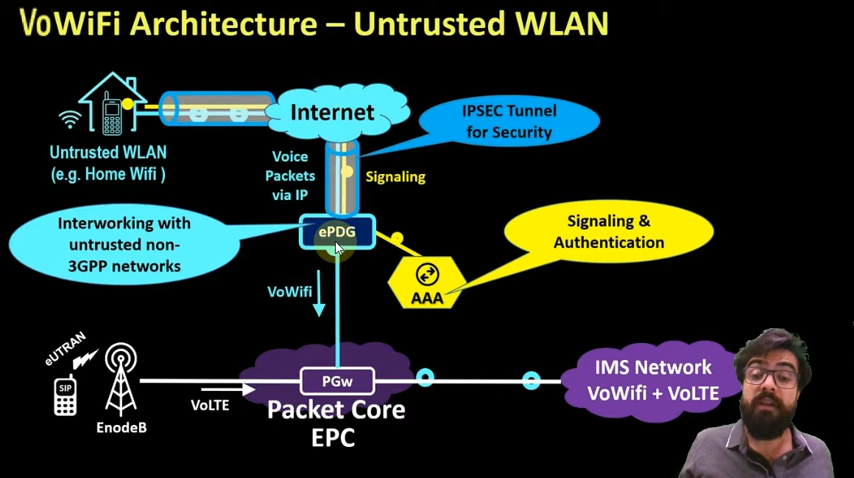 VoWiFi Architecture – Untrusted WLAN
Internet
IPSEC Tunnel
for Security
Untrusted WLAN
(e.g. Home Wifi )
Voice
Packets
via IP
Signaling
Interworking with
untrusted non-
3GPP networks
ePDG
Signaling &
Authentication
AAA
VoWifi
eUTRAN
SIP
EnodeB
VoLTE
PGw
Packet Core
EPC
IMS Network
VoWifi + VoLTE